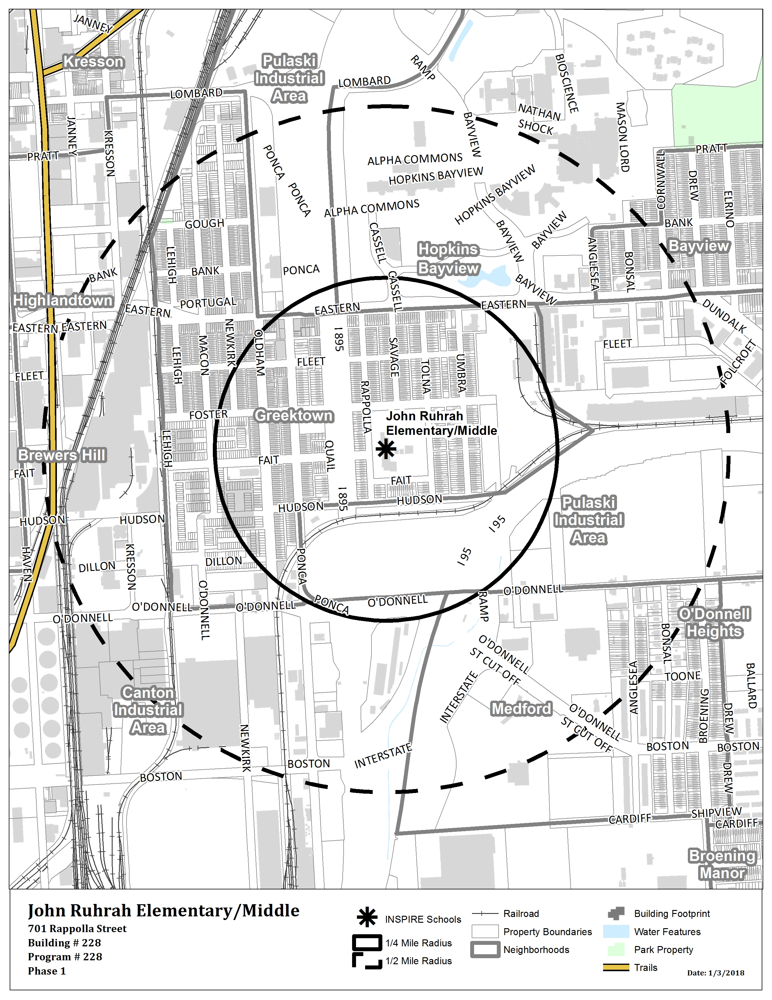 JANNEY
Kresson
Pulaski
Industrial
Area
RAMP
BIOSCIENCE
LOMBARD
LOMBARD
NATHAN
SHOCK
MASON LORD
JANNEY
KRESSON
PRATT
PONCA
BAYVIEW
ALPHA COMMONS
HOPKINS BAYVIEW
HOPKINS BAYVIEW
PRATT
CORNWALL
DREW
ELRINO
PONCA
ALPHA COMMONS
GOUGH
CASSELL
BAYVIEW
BAYVIEW
BANK
Bayview
ANGLESEA
BONSAL
LEHIGH
BANK
BANK
PONCA
Hopkins
Bayview
CASSELL
BAYVIEW
Highlandtown
EASTERN
PORTUGAL
EASTERN
EASTERN
DUNDALK
EASTERN
EASTERN
NEWKIRK
OLDHAM
MACON
LEHIGH
I 895
SAVAGE
TOLNA
UMBRA
FLEET
FLEET
FOLCROFT
FLEET
RAPPOLLA
FOSTER
Greektown
John Ruhrah
Elementary/Middle
LEHIGH
Brewers Hill
FAIT
FAIT
QUAIL
FAIT
I 895
HUDSON
HUDSON
HUDSON
HUDSON
I 95
Pulaski
Industrial
Area
HAVEN
KRESSON
DILLON
DILLON
PONCA
I 95
O'DONNELL
O'DONNELL
O'DONNELL
O'DONNELL
PONCA
O'DONNELL
RAMP
O'DONNELL
O'DONNELL
O'Donnell
Heights
BONSAL
O'DONNELL
ST CUT OFF
ANGLESEA
TOONE
BALLARD
INTERSTATE
Canton
Industrial
Area
Medford
O'DONNELL
ST CUT OFF
BROENING
DREW
NEWKIRK
INTERSTATE
BOSTON
BOSTON
BOSTON
BOSTON
DREW
CARDIFF
SHIPVIEW
CARDIFF
Broening
Manor
John Ruhrah Elementary/Middle
701 Rappolla Street
Building # 228
Program # 228
Phase 1
INSPIRE Schools
1/4 Mile Radius
1/2 Mile Radius
Railroad
Property Boundaries
Neighborhoods
Building Footprint
Water Features
Park Property
Trails
Date: 1/3/2018